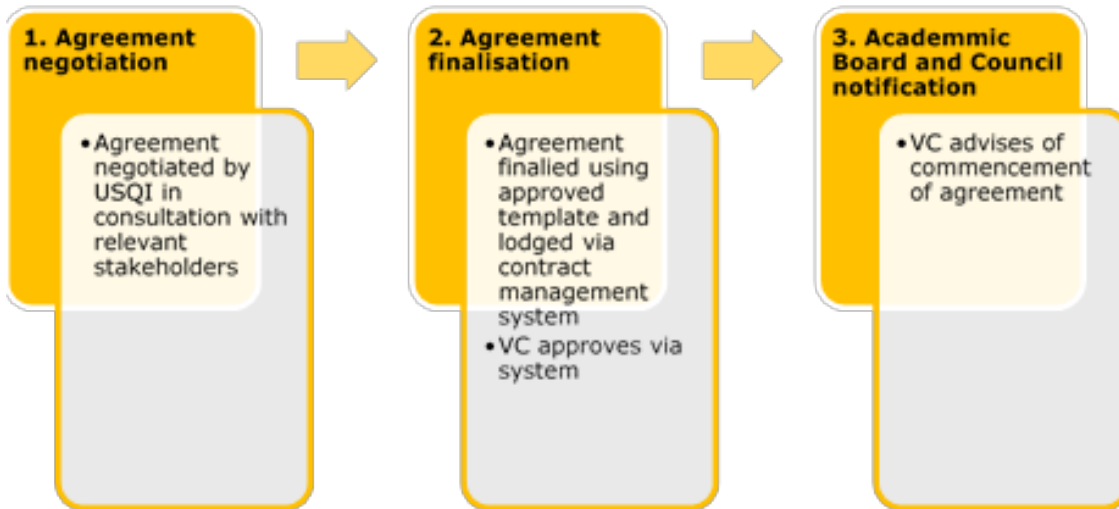 1. Agreement
negotiation
•Agreement
negotiated by
USQI in
consultation with
relevant
stakeholders
2. Agreement
finalisation
•Agreement
finalied using
approved
template and
lodged via
contract
management
system
•VC approves via
system
3. Academmic
Board and Council
notification
•VC advises of
commencement
of agreement